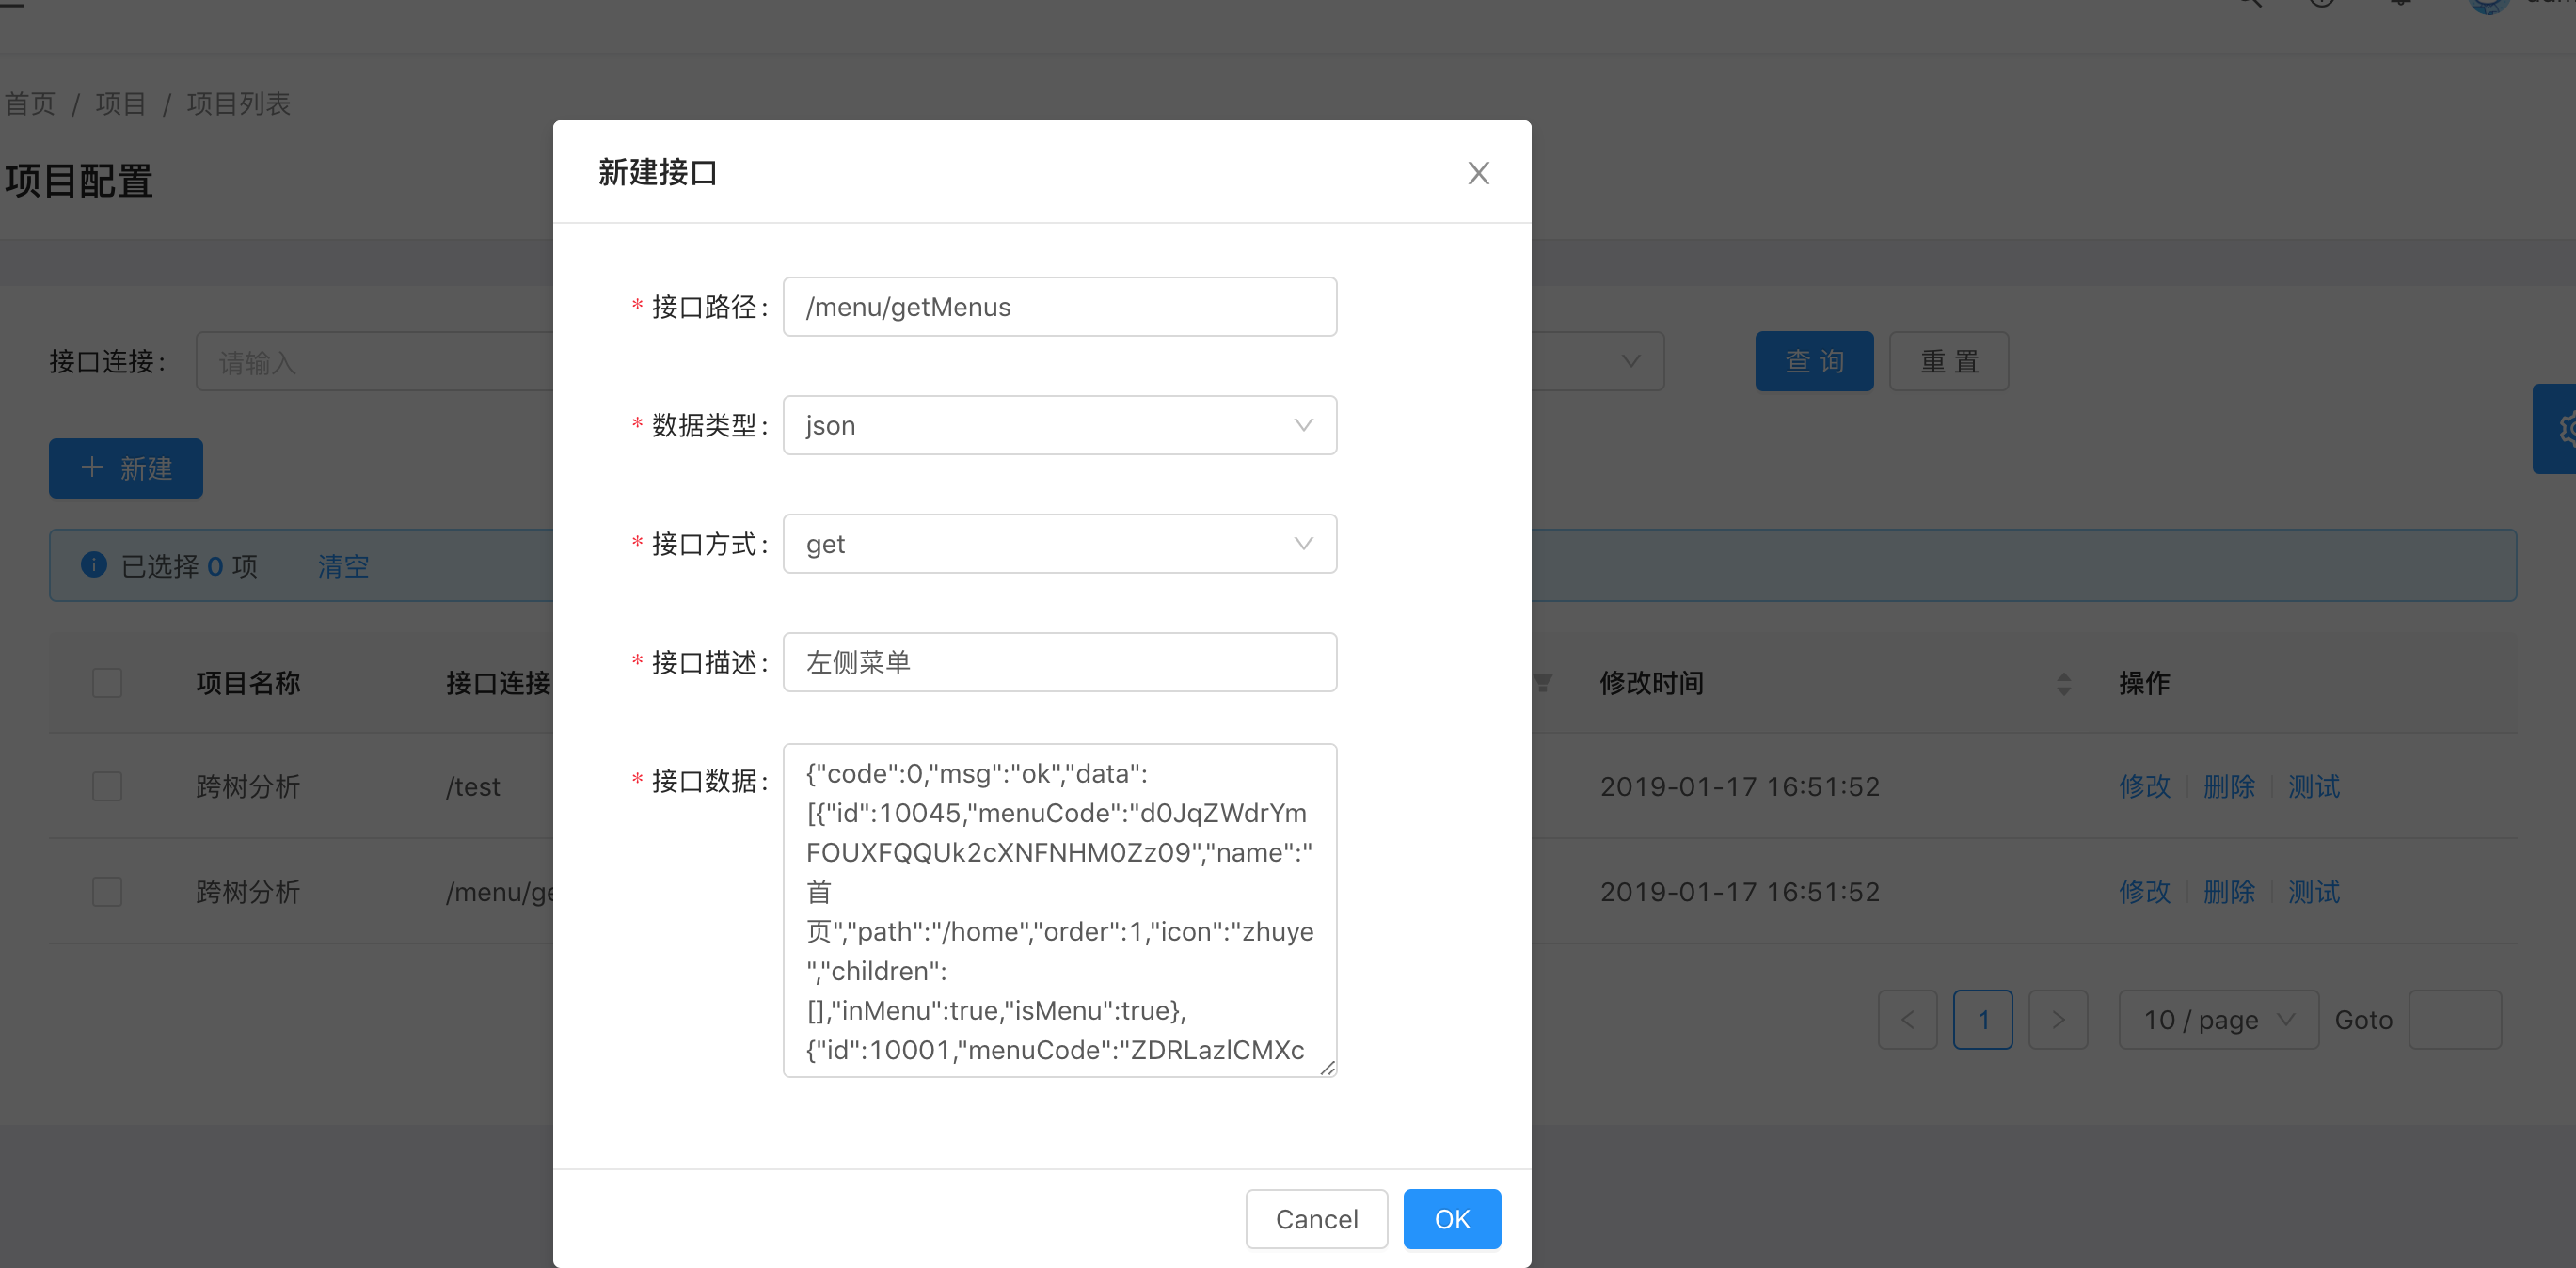 首页 / 项目 / 项目列表
项目配置
接口连接:
请输入
查 询
重 置
新建
已选择 0 项 清空
项目名称 接口连接 修改时间 操作
跨树分析 /test 2019-01-17 16:51:52 修改 删除 测试
跨树分析 /menu/ge 2019-01-17 16:51:52 修改 删除 测试
< 1 > 10 / page Goto
新建接口
* 接口路径: /menu/getMenus
* 数据类型: json
* 接口方式: get
* 接口描述: 左侧菜单
* 接口数据: {"code":0,"msg":"ok","data":
[{"id":10045,"menuCode":"d0JqZWdrYm
FOUXFQQUk2cXNFNHM0Zz09","name":"
首
页","path":"/home","order":1,"icon":"zhuye
","children":
[],"inMenu":true,"isMenu":true},
{"id":10001,"menuCode":"ZDRLazlCMXc
Cancel OK